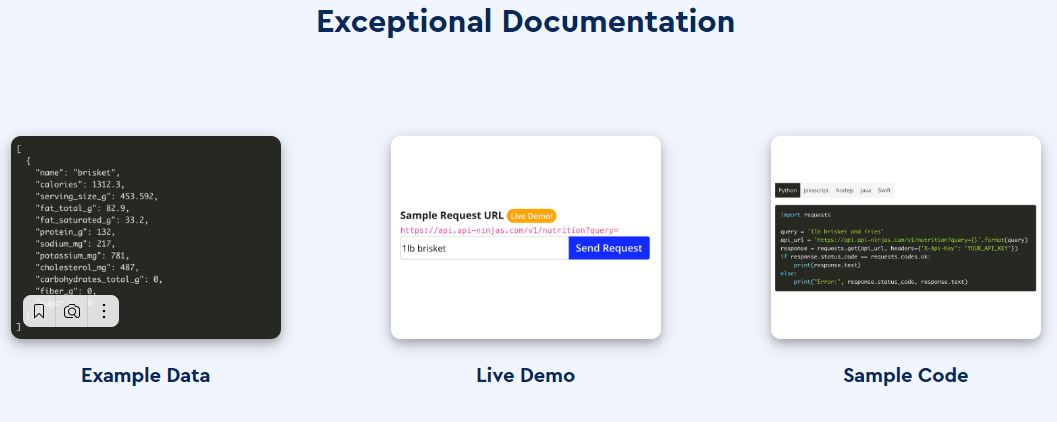 Exceptional Documentation
[
{
"name": "brisket",
"calories": 1312.3,
"serving_size_g": 453.592,
"fat_total_g": 82.9,
"fat_saturated_g": 33.2,
"protein_g": 132,
"sodium_mg": 217,
"potassium_mg": 781,
"cholesterol_mg": 487,
"carbohydrates_total_g": 0,
"fiber_g": 0,
]
Example Data
Sample Request URL Live Demo!
https://api.api-ninjas.com/v1/nutrition?query=
1lb brisket Send Request
Live Demo
Python Javascript Nodejs Java Swift
import requests
query = '1lb brisket and fries'
api_url = 'https://api.api-ninjas.com/v1/nutrition?query={}'.format(query)
response = requests.get(api_url, headers={'X-Api-Key': 'YOUR_API_KEY'})
if response.status_code == requests.codes.ok:
print(response.text)
else:
print("Error:", response.status_code, response.text)
Sample Code